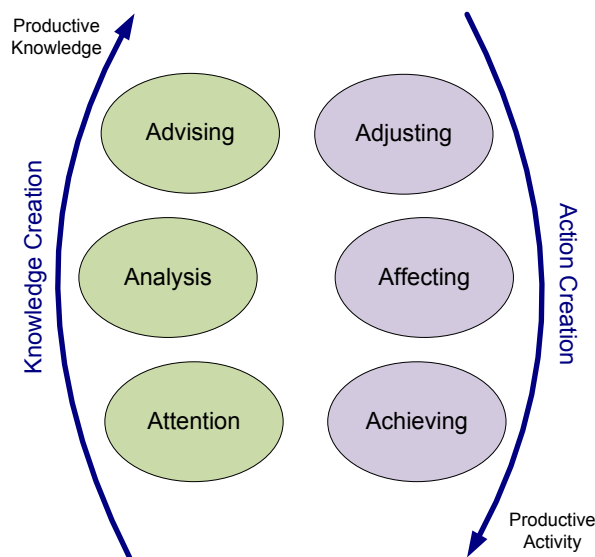 Productive
Knowledge
Advising
Adjusting
Knowledge Creation
Analysis
Affecting
Action Creation
Attention
Achieving
Productive
Activity